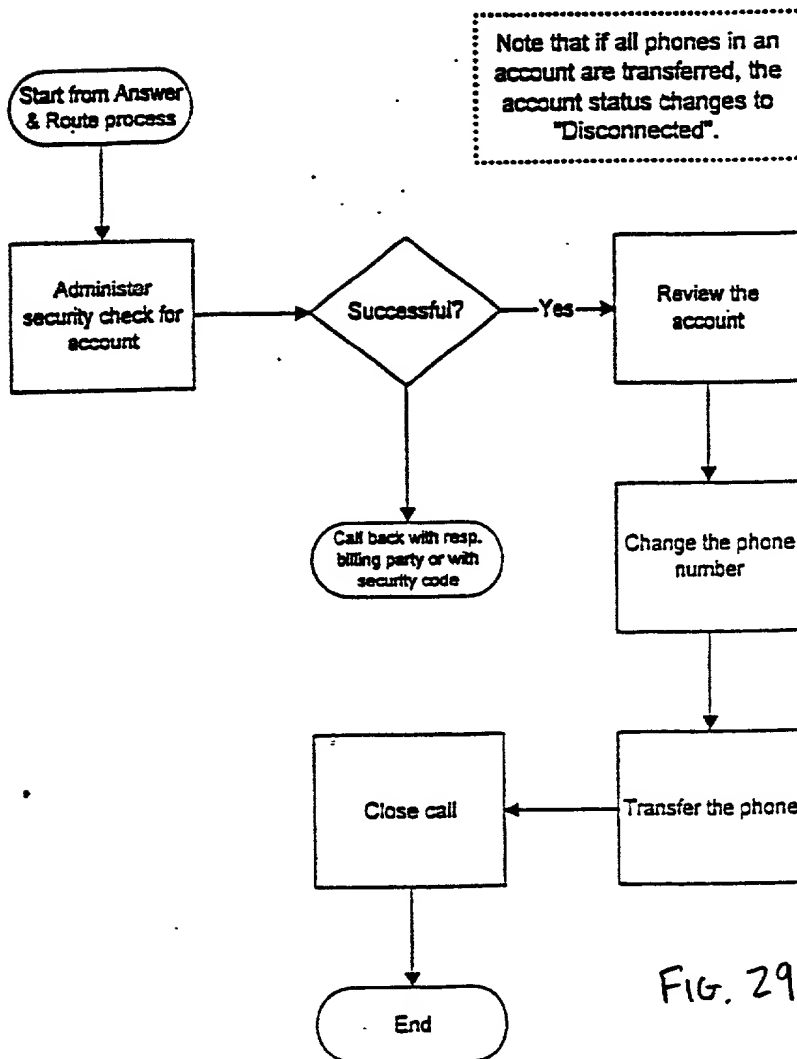 Note that if all phones in an
account are transferred, the
account status changes to
"Disconnected".
Start from Answer
& Route process
Administer
security check for
account
Successful?
Yes
Review the
account
Call back with resp.
billing party or with
security code
Change the phone
number
Transfer the phone
Close call
End
FIG. 29